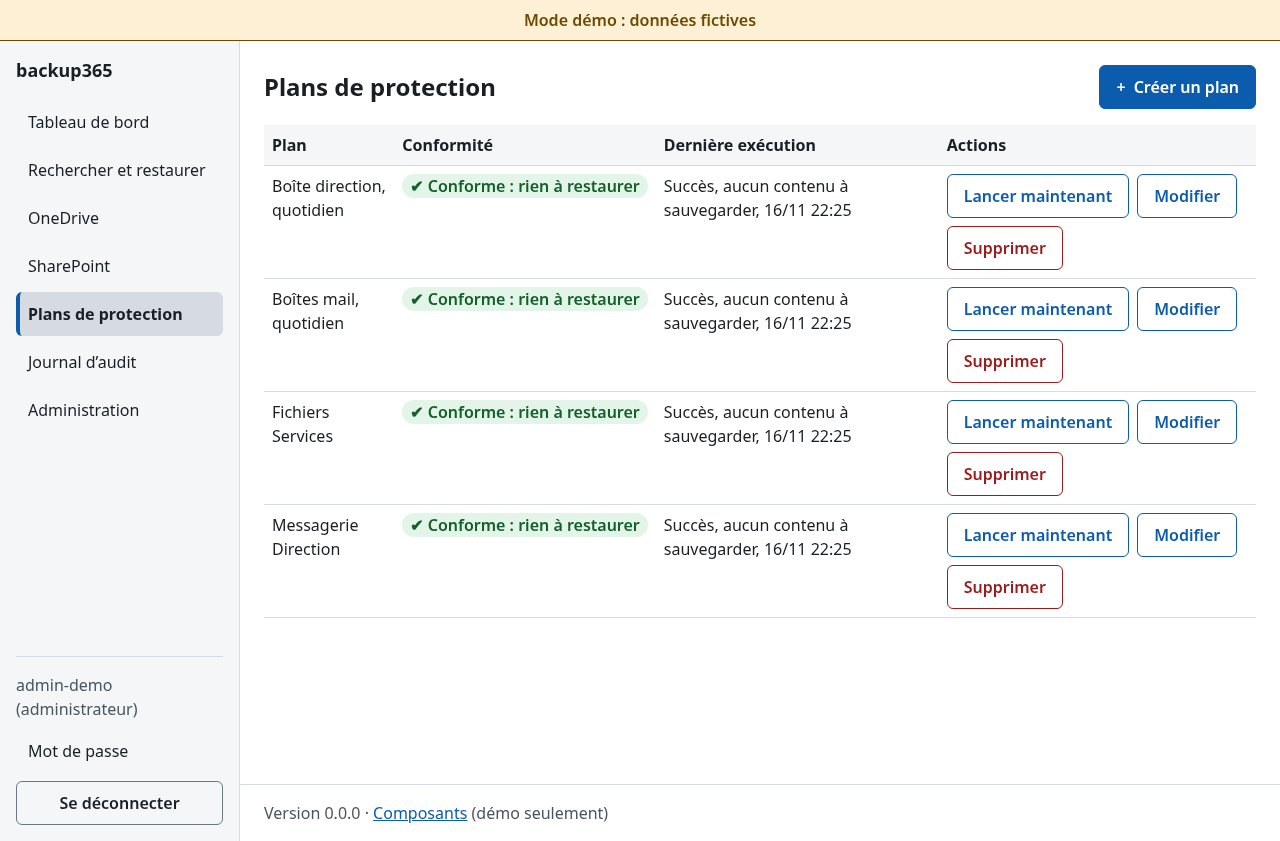 Mode démo : données fictives
backup365
Tableau de bord
Rechercher et restaurer
OneDrive
SharePoint
Plans de protection
Journal d’audit
Administration
admin-demo
(administrateur)
Mot de passe
Se déconnecter
Plans de protection
+ Créer un plan
Plan Conformité Dernière exécution Actions
Boîte direction, ✔ Conforme : rien à restaurer Succès, aucun contenu à Lancer maintenant Modifier
quotidien sauvegarder, 16/11 22:25
Supprimer
Boîtes mail, ✔ Conforme : rien à restaurer Succès, aucun contenu à Lancer maintenant Modifier
quotidien sauvegarder, 16/11 22:25
Supprimer
Fichiers ✔ Conforme : rien à restaurer Succès, aucun contenu à Lancer maintenant Modifier
Services sauvegarder, 16/11 22:25
Supprimer
Messagerie ✔ Conforme : rien à restaurer Succès, aucun contenu à Lancer maintenant Modifier
Direction sauvegarder, 16/11 22:25
Supprimer
Version 0.0.0 · Composants (démo seulement)